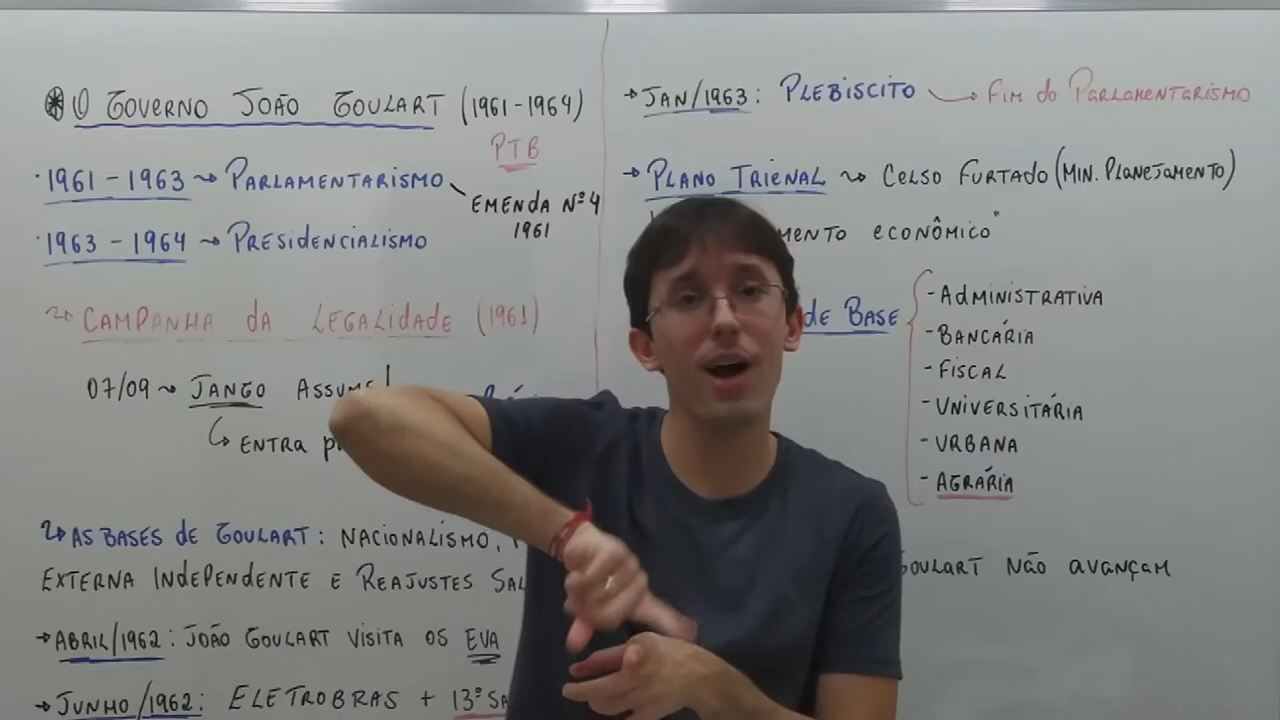 O GOVERNO JOÃO GOULART (1961-1964)
PTB
1961-1963 PARLAMENTARISMO
EMENDA Nº4
1961
1963-1964 PRESIDENCIALISMO
CAMPANHA da LEGALIDADE (1961)
07/09 JANGO ASSUME!
ENTRA
AS BASES de GOULART: NACIONALISMO,
EXTERNA INDEPENDENTE E REAJUSTES
ABRIL/1962: JOÃO GOULART VISITA OS EVA
JUNHO/1962: ELETROBRAS + 13º
JAN/1963: PLEBISCITO Fim do PARLAMENTARISMO
PLANO TRIENAL CELSO FURTADO (MIN. PLANEJAMENTO)
MENTO ECONÔMICO"
de BASE
- ADMINISTRATIVA
- BANCÁRIA
- FISCAL
- UNIVERSITÁRIA
- URBANA
- AGRÁRIA
GOULART NÃO AVANÇAM